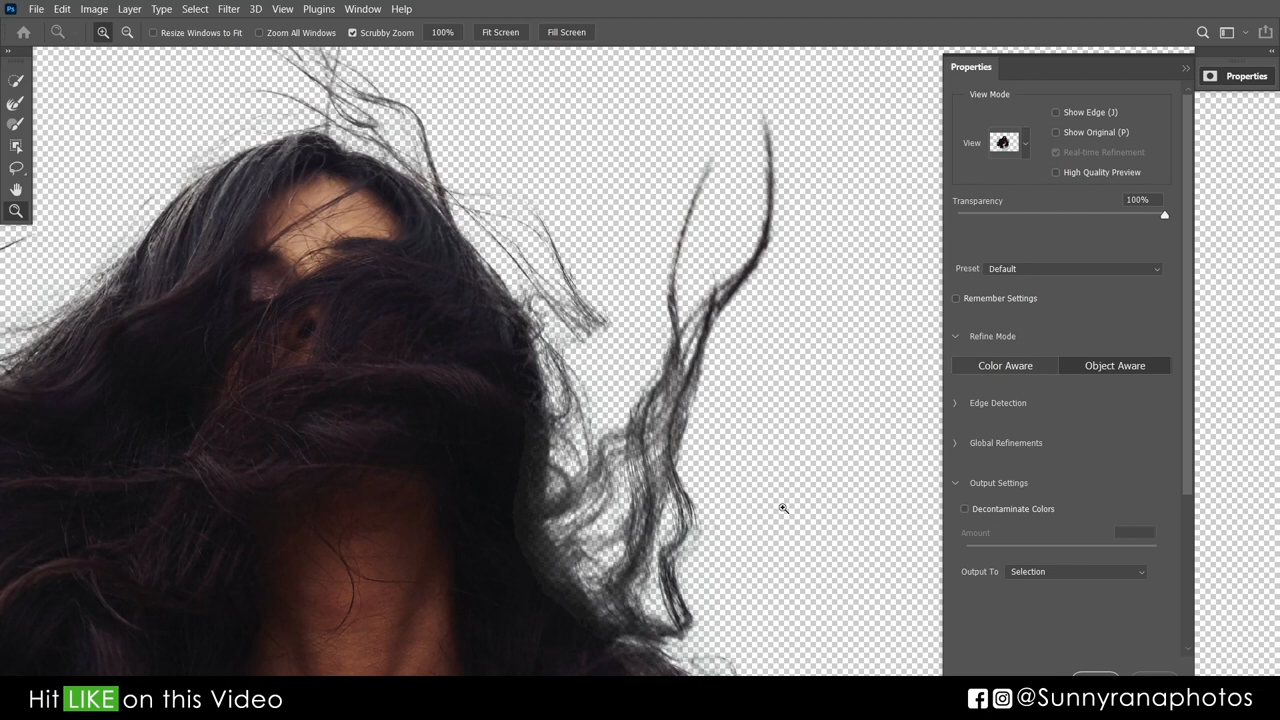 Ps File Edit Image Layer Type Select Filter 3D View Plugins Window Help
Resize Windows to Fit Zoom All Windows Scrubby Zoom 100% Fit Screen Fill Screen
Properties
Properties
View Mode
Show Edge (J)
Show Original (P)
View
Real-time Refinement
High Quality Preview
Transparency 100%
Preset Default
Remember Settings
Refine Mode
Color Aware Object Aware
Edge Detection
Global Refinements
Output Settings
Decontaminate Colors
Amount
Output To Selection
Hit LIKE on this Video
@Sunnyranaphotos